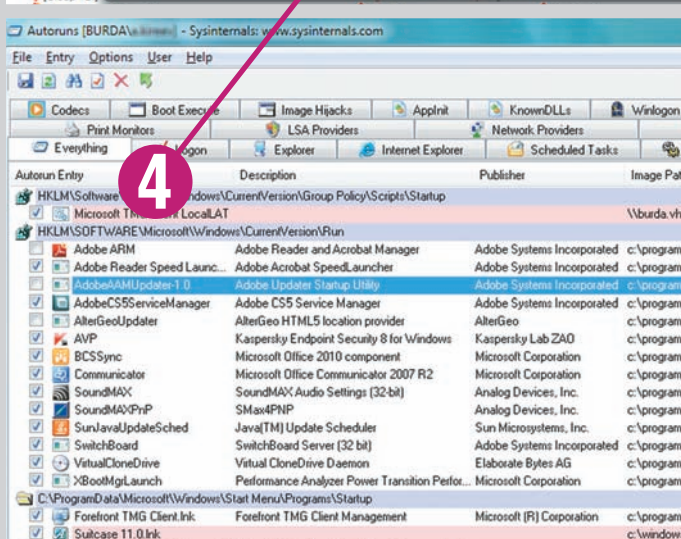 Autoruns [BURDA\ - Sysinternals: www.sysinternals.com
File Entry Options User Help
Codecs Boot Execute Image Hijacks AppInit KnownDLLs Winlogon
Print Monitors LSA Providers Network Providers
Everything Logon Explorer Internet Explorer Scheduled Tasks
Autorun Entry Description Publisher Image Pat
4
HKLM\Software \CurrentVersion\Group Policy\Scripts\Startup
Microsoft LocalLAT \\burda.vh
HKLM\SOFTWARE\Microsoft\Windows\CurrentVersion\Run
Adobe ARM Adobe Reader and Acrobat Manager Adobe Systems Incorporated c:\program
Adobe Reader Speed Launc... Adobe Acrobat SpeedLauncher Adobe Systems Incorporated c:\program
AdobeAAMUpdater-1.0 Adobe Updater Startup Utility Adobe Systems Incorporated c:\program
AdobeCS5ServiceManager Adobe CS5 Service Manager Adobe Systems Incorporated c:\program
AlterGeoUpdater AlterGeo HTML5 location provider AlterGeo c:\program
AVP Kaspersky Endpoint Security 8 for Windows Kaspersky Lab ZAO c:\program
BCSSync Microsoft Office 2010 component Microsoft Corporation c:\program
Communicator Microsoft Office Communicator 2007 R2 Microsoft Corporation c:\program
SoundMAX SoundMAX Audio Settings (32-bit) Analog Devices, Inc. c:\program
SoundMAXPnP SMax4PNP Analog Devices, Inc. c:\program
SunJavaUpdateSched Java(TM) Update Scheduler Sun Microsystems, Inc. c:\program
SwitchBoard SwitchBoard Server (32 bit) Adobe Systems Incorporated c:\program
VirtualCloneDrive Virtual CloneDrive Daemon Elaborate Bytes AG c:\program
XBootMgrLaunch Performance Analyzer Power Transition Perfor... Microsoft Corporation c:\program
C:\ProgramData\Microsoft\Windows\Start Menu\Programs\Startup
Forefront TMG Client.lnk Forefront TMG Client Management Microsoft (R) Corporation c:\program
Suitcase 11.0.lnk c:\window